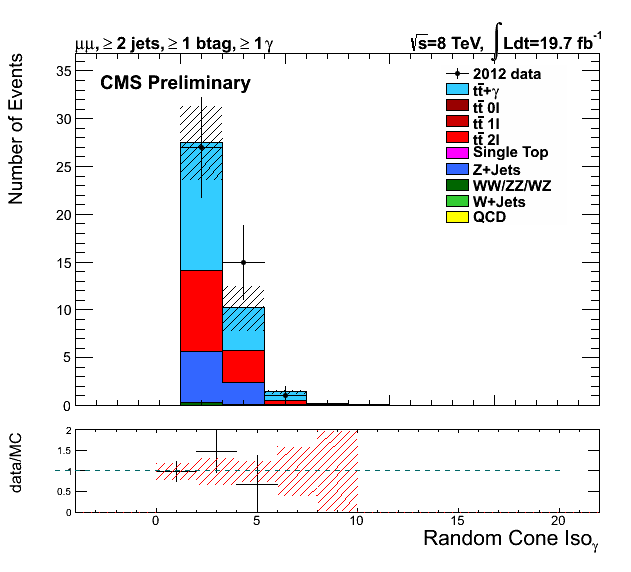 μμ, ≥ 2 jets, ≥ 1 btag, ≥ 1 γ
√s=8 TeV, ∫ Ldt=19.7 fb⁻¹
CMS Preliminary
2012 data
tt̄+γ
tt̄ 0l
tt̄ 1l
tt̄ 2l
Single Top
Z+Jets
WW/ZZ/WZ
W+Jets
QCD
Number of Events
35
30
25
20
15
10
5
0
data/MC
2
1.5
1
0.5
0
0 5 10 15 20
Random Cone Iso_γ